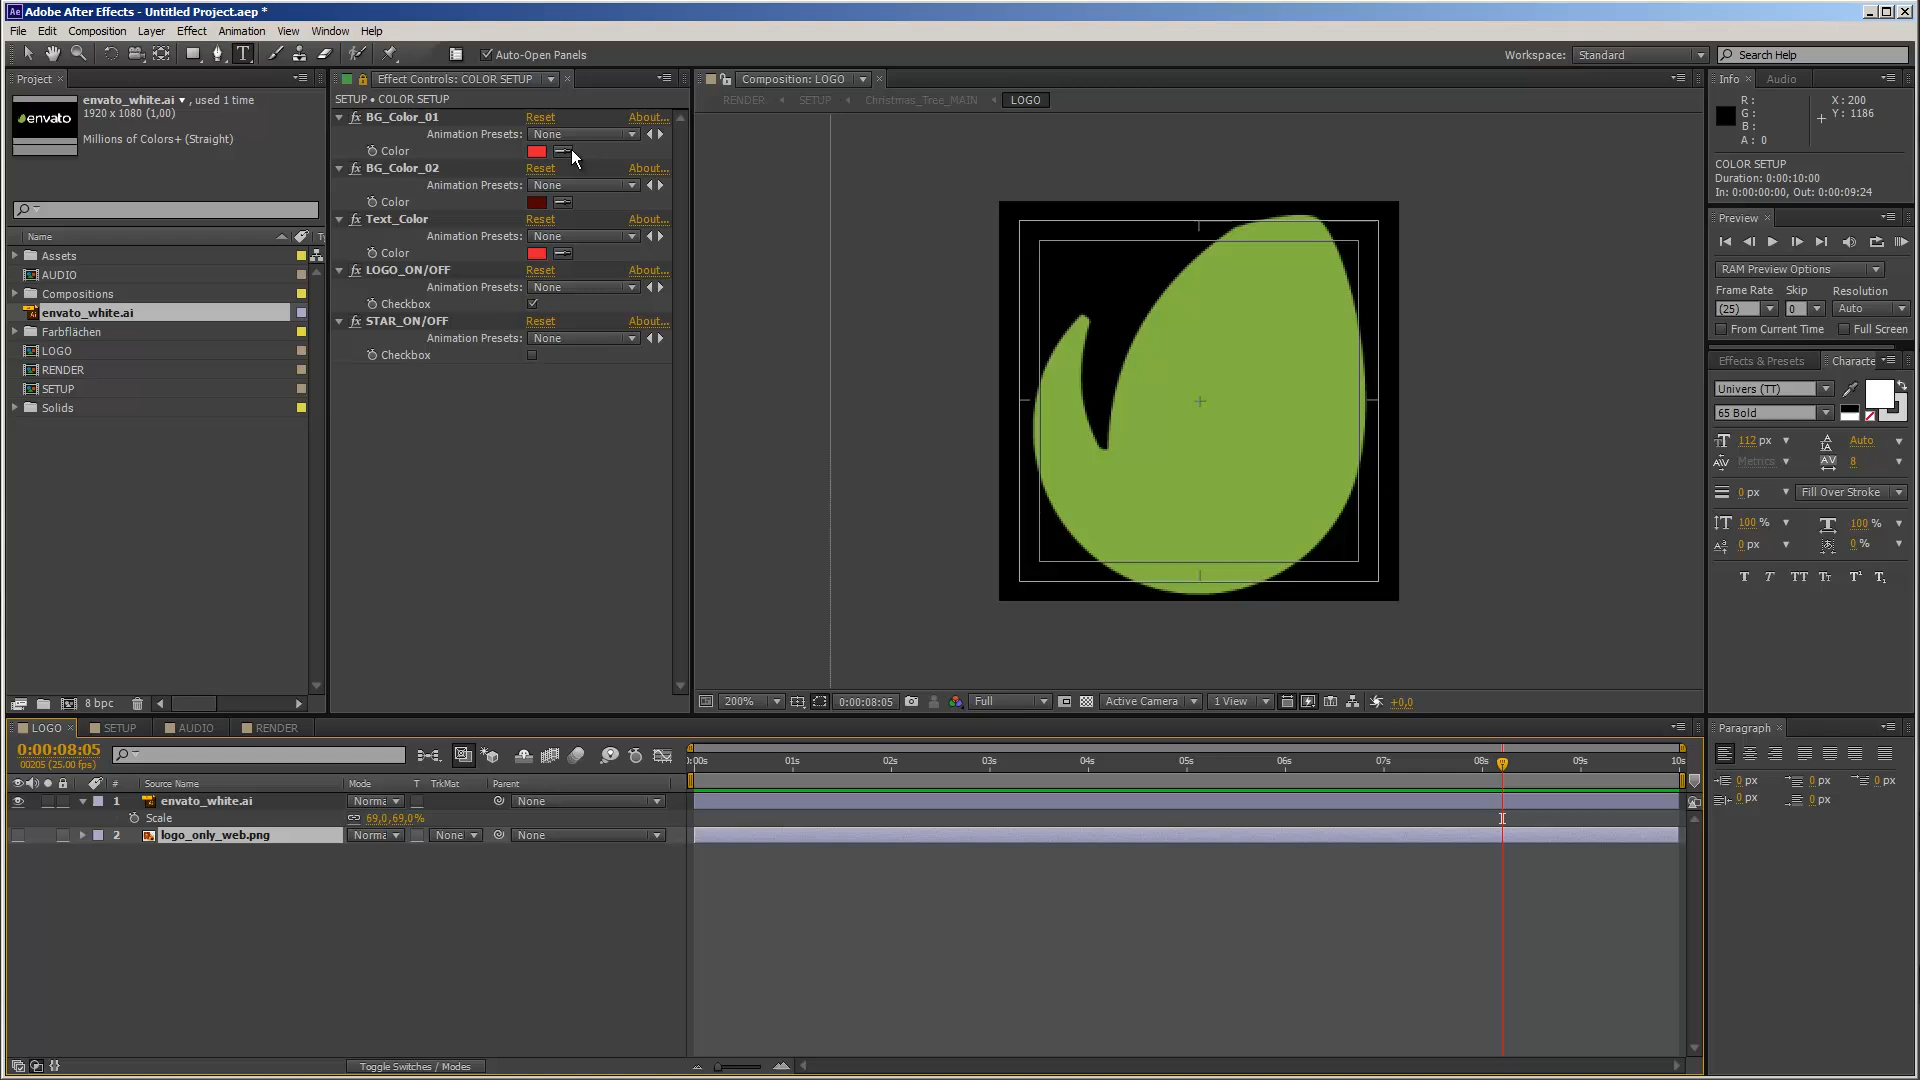 Adobe After Effects - Untitled Project.aep *
File Edit Composition Layer Effect Animation View Window Help
Auto-Open Panels
Workspace: Standard
Search Help
Project
envato_white.ai , used 1 time
1920 x 1080 (1,00)
Millions of Colors+ (Straight)
envato
Name
Assets
AUDIO
Compositions
envato_white.ai
Farbflächen
LOGO
RENDER
SETUP
Solids
8 bpc
Effect Controls: COLOR SETUP
SETUP • COLOR SETUP
BG_Color_01 Reset About...
Animation Presets: None
Color
BG_Color_02 Reset About...
Animation Presets: None
Color
Text_Color Reset About...
Animation Presets: None
Color
LOGO_ON/OFF Reset About...
Animation Presets: None
Checkbox
STAR_ON/OFF Reset About...
Animation Presets: None
Checkbox
Composition: LOGO
RENDER SETUP Christmas_Tree_MAIN LOGO
200% 0:00:08:05 Full Active Camera 1 View +0,0
Info Audio
R: X: 200
G: Y: 1186
B:
A: 0
COLOR SETUP
Duration: 0:00:10:00
In: 0:00:00:00, Out: 0:00:09:24
Preview
RAM Preview Options
Frame Rate Skip Resolution
(25) 0 Auto
From Current Time Full Screen
Effects & Presets Characte
Univers (TT)
65 Bold
112 px Auto
Metrics 8
0 px Fill Over Stroke
100 % 100 %
0 px 0 %
LOGO SETUP AUDIO RENDER
0:00:08:05
00205 (25.00 fps)
# Source Name Mode T TrkMat Parent
1 envato_white.ai Norma None
Scale 69,0,69,0%
2 logo_only_web.png Norma None None
01s 02s 03s 04s 05s 06s 07s 08s 09s 10s
Toggle Switches / Modes
Paragraph
0 px 0 px 0 px
0 px 0 px